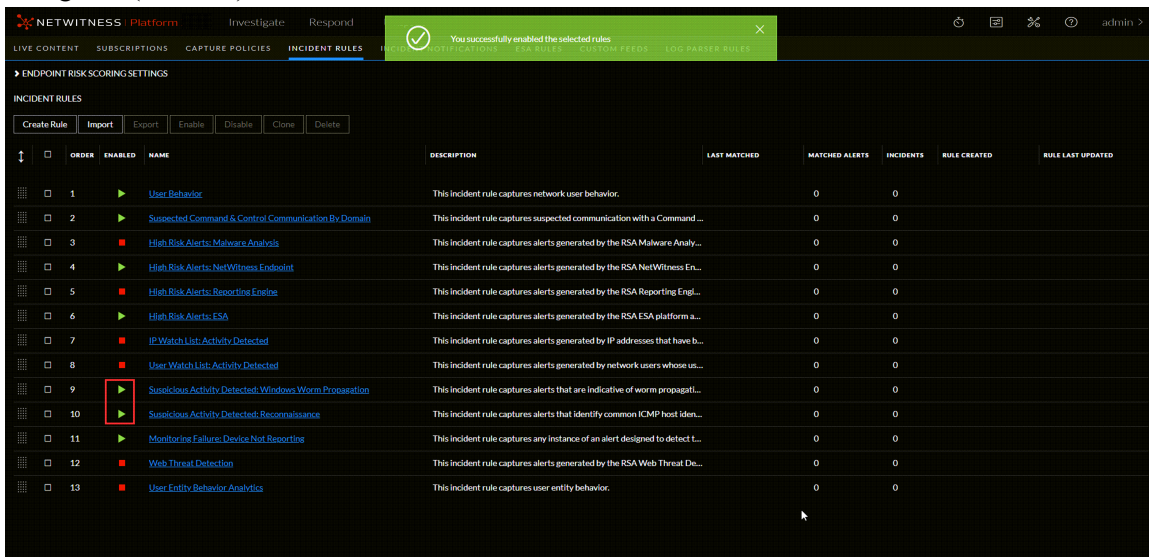 NETWITNESS Platform Investigate Respond admin >
You successfully enabled the selected rules
LIVE CONTENT SUBSCRIPTIONS CAPTURE POLICIES INCIDENT RULES INCIDENT NOTIFICATIONS ESA RULES CUSTOM FEEDS LOG PARSER RULES
ENDPOINT RISK SCORING SETTINGS
INCIDENT RULES
Create Rule Import Export Enable Disable Clone Delete
ORDER ENABLED NAME DESCRIPTION LAST MATCHED MATCHED ALERTS INCIDENTS RULE CREATED RULE LAST UPDATED
1 User Behavior This incident rule captures network user behavior. 0 0
2 Suspected Command & Control Communication By Domain This incident rule captures suspected communication with a Command ... 0 0
3 High Risk Alerts: Malware Analysis This incident rule captures alerts generated by the RSA Malware Analy... 0 0
4 High Risk Alerts: NetWitness Endpoint This incident rule captures alerts generated by the RSA NetWitness En... 0 0
5 High Risk Alerts: Reporting Engine This incident rule captures alerts generated by the RSA Reporting Engi... 0 0
6 High Risk Alerts: ESA This incident rule captures alerts generated by the RSA ESA platform a... 0 0
7 IP Watch List: Activity Detected This incident rule captures alerts generated by IP addresses that have b... 0 0
8 User Watch List: Activity Detected This incident rule captures alerts generated by network users whose us... 0 0
9 Suspicious Activity Detected: Windows Worm Propagation This incident rule captures alerts that are indicative of worm propagati... 0 0
10 Suspicious Activity Detected: Reconnaissance This incident rule captures alerts that identify common ICMP host iden... 0 0
11 Monitoring Failure: Device Not Reporting This incident rule captures any instance of an alert designed to detect t... 0 0
12 Web Threat Detection This incident rule captures alerts generated by the RSA Web Threat De... 0 0
13 User Entity Behavior Analytics This incident rule captures user entity behavior. 0 0